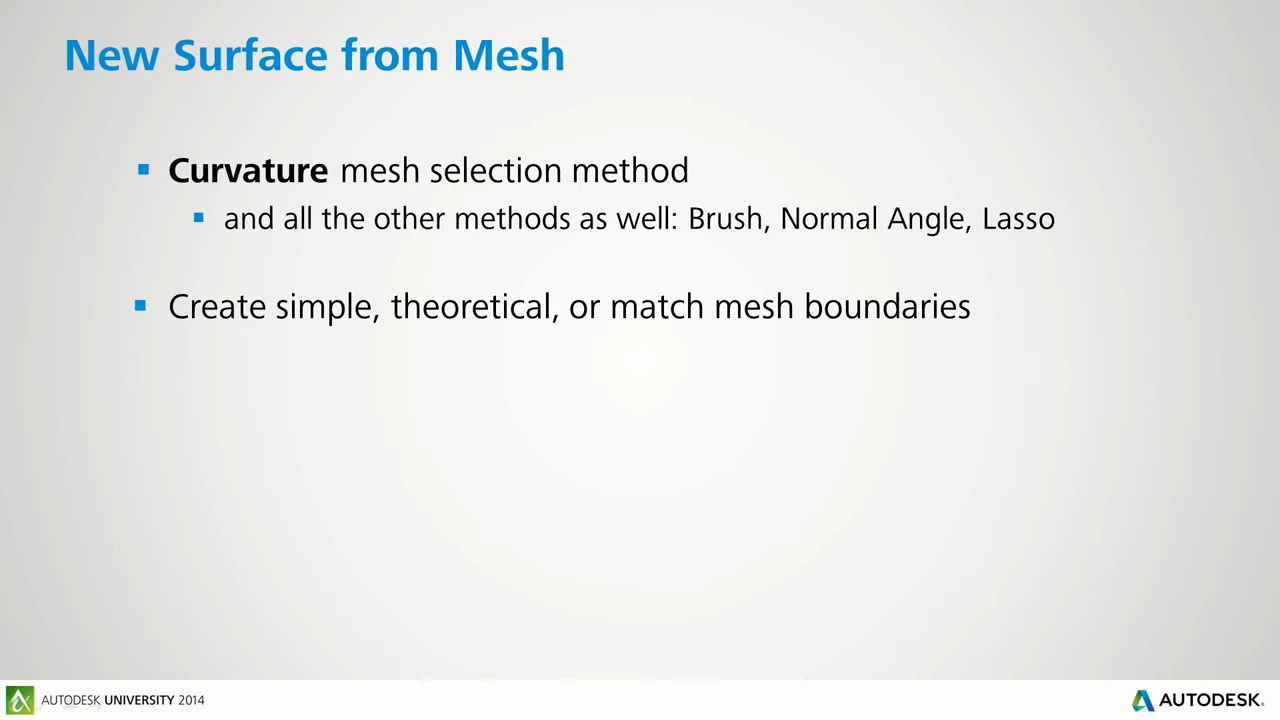 New Surface from Mesh
Curvature mesh selection method
and all the other methods as well: Brush, Normal Angle, Lasso
Create simple, theoretical, or match mesh boundaries
AUTODESK UNIVERSITY 2014
AUTODESK®